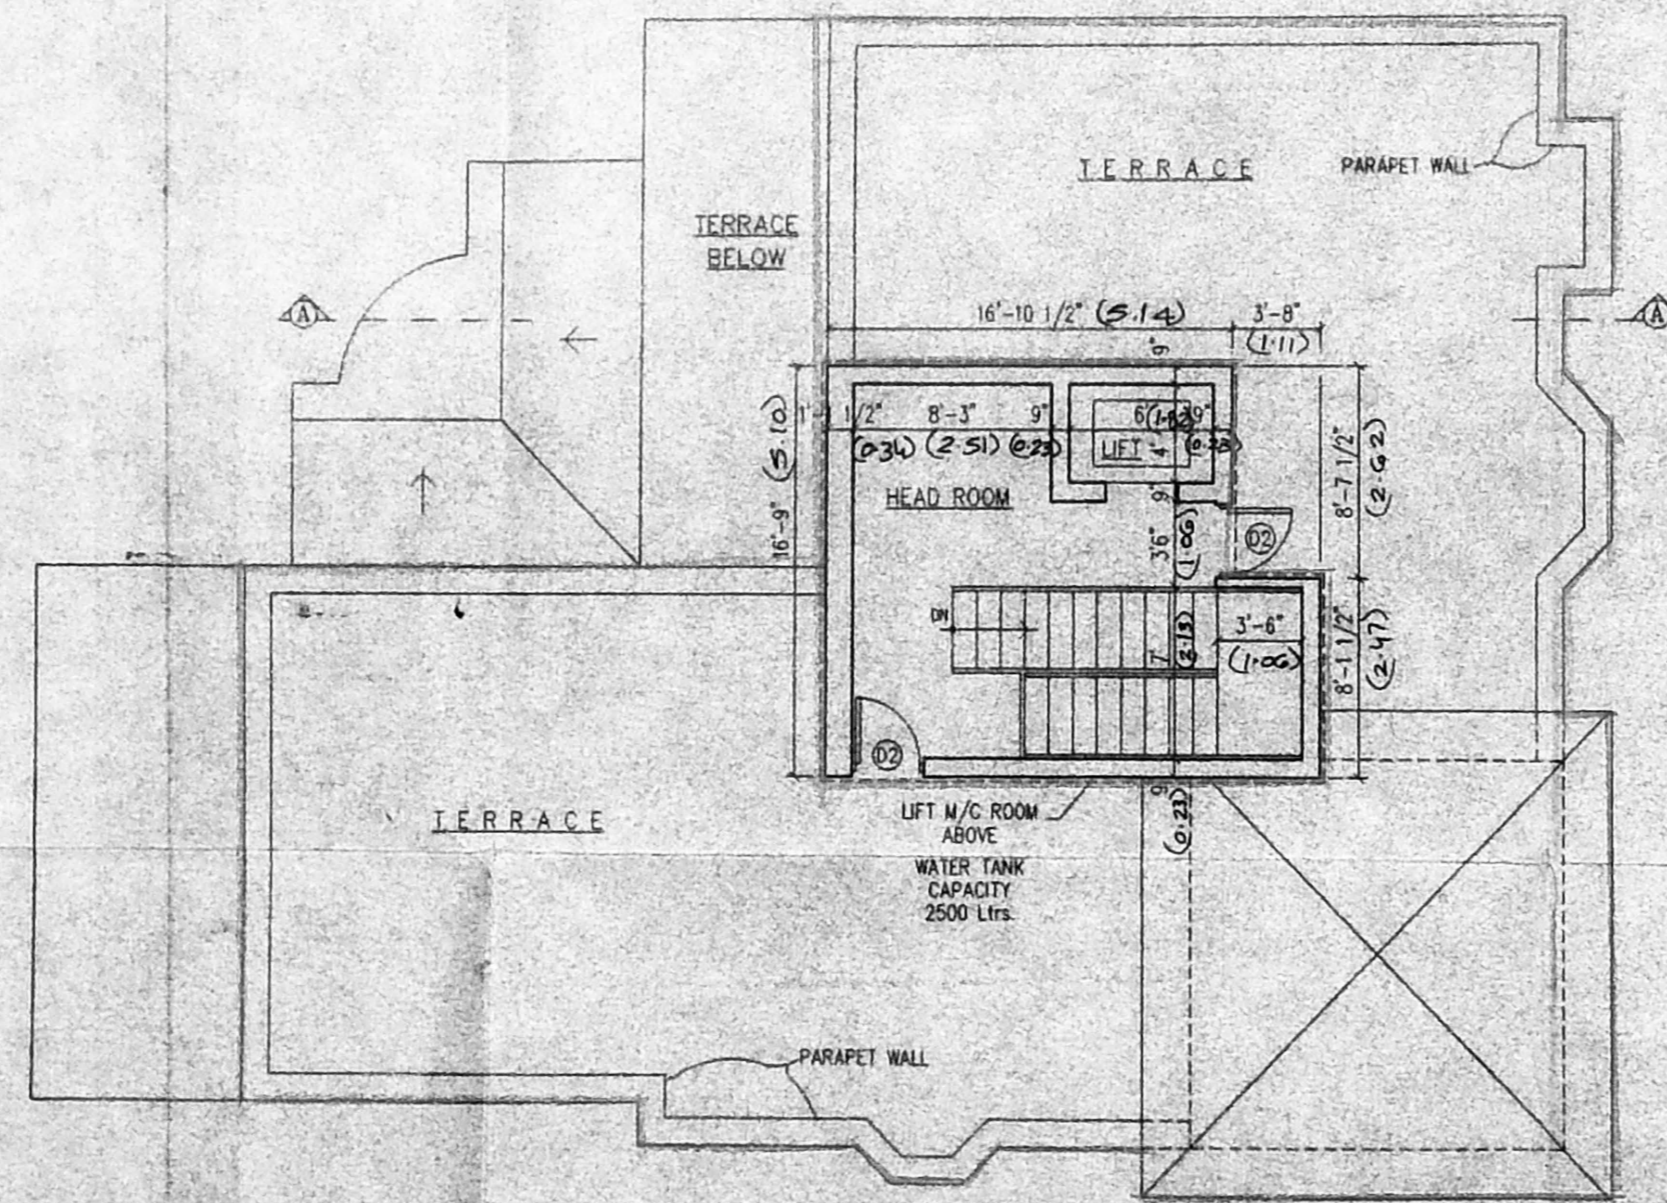 TERRACE
PARAPET WALL
TERRACE
BELOW
A
A
16'-10 1/2" (5.14)
3'-8"
(1.11)
9"
1'-1 1/2"
8'-3"
9"
6'
(1.82)
9"
(0.34)
(2.51)
(0.23)
LIFT
4'
(0.23)
16'-9" (5.10)
8'-7 1/2"
(2.62)
HEAD ROOM
9"
3'6"
(1.06)
D2
DN
7'
(2.13)
3'-6"
(1.06)
8'-1 1/2"
(2.47)
D2
TERRACE
LIFT M/C ROOM
ABOVE
9"
(0.23)
WATER TANK
CAPACITY
2500 Ltrs.
PARAPET WALL